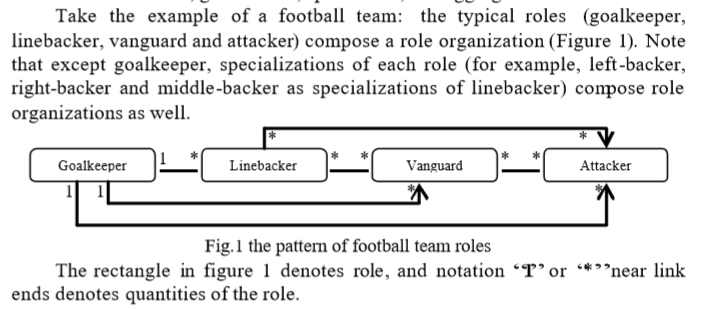 Take the example of a football team: the typical roles (goalkeeper,
linebacker, vanguard and attacker) compose a role organization (Figure 1). Note
that except goalkeeper, specializations of each role (for example, left-backer,
right-backer and middle-backer as specializations of linebacker) compose role
organizations as well.
* *
Goalkeeper 1 * Linebacker * * Vanguard * * Attacker
1 1 * *
Fig.1 the pattern of football team roles
The rectangle in figure 1 denotes role, and notation “1” or “*”near link
ends denotes quantities of the role.